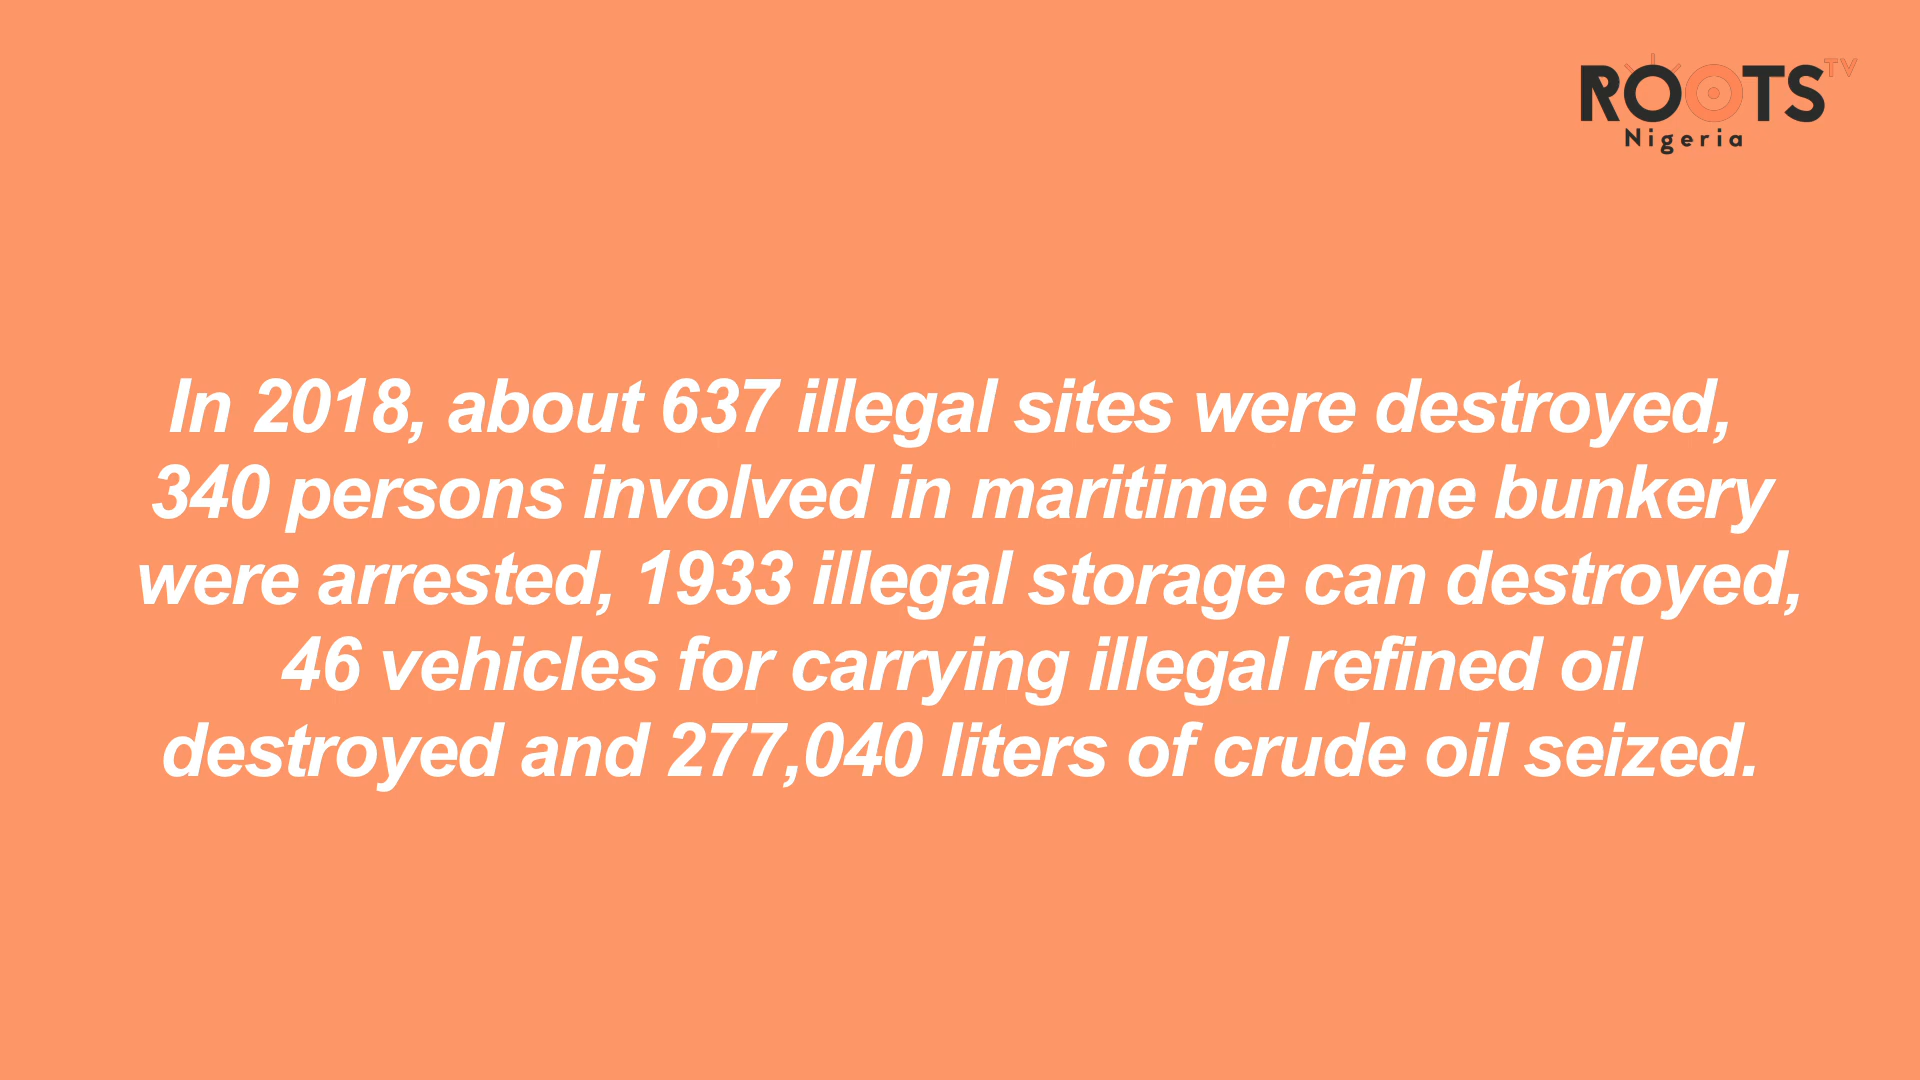 ROOTS TV
Nigeria
In 2018, about 637 illegal sites were destroyed,
340 persons involved in maritime crime bunkery
were arrested, 1933 illegal storage can destroyed,
46 vehicles for carrying illegal refined oil
destroyed and 277,040 liters of crude oil seized.